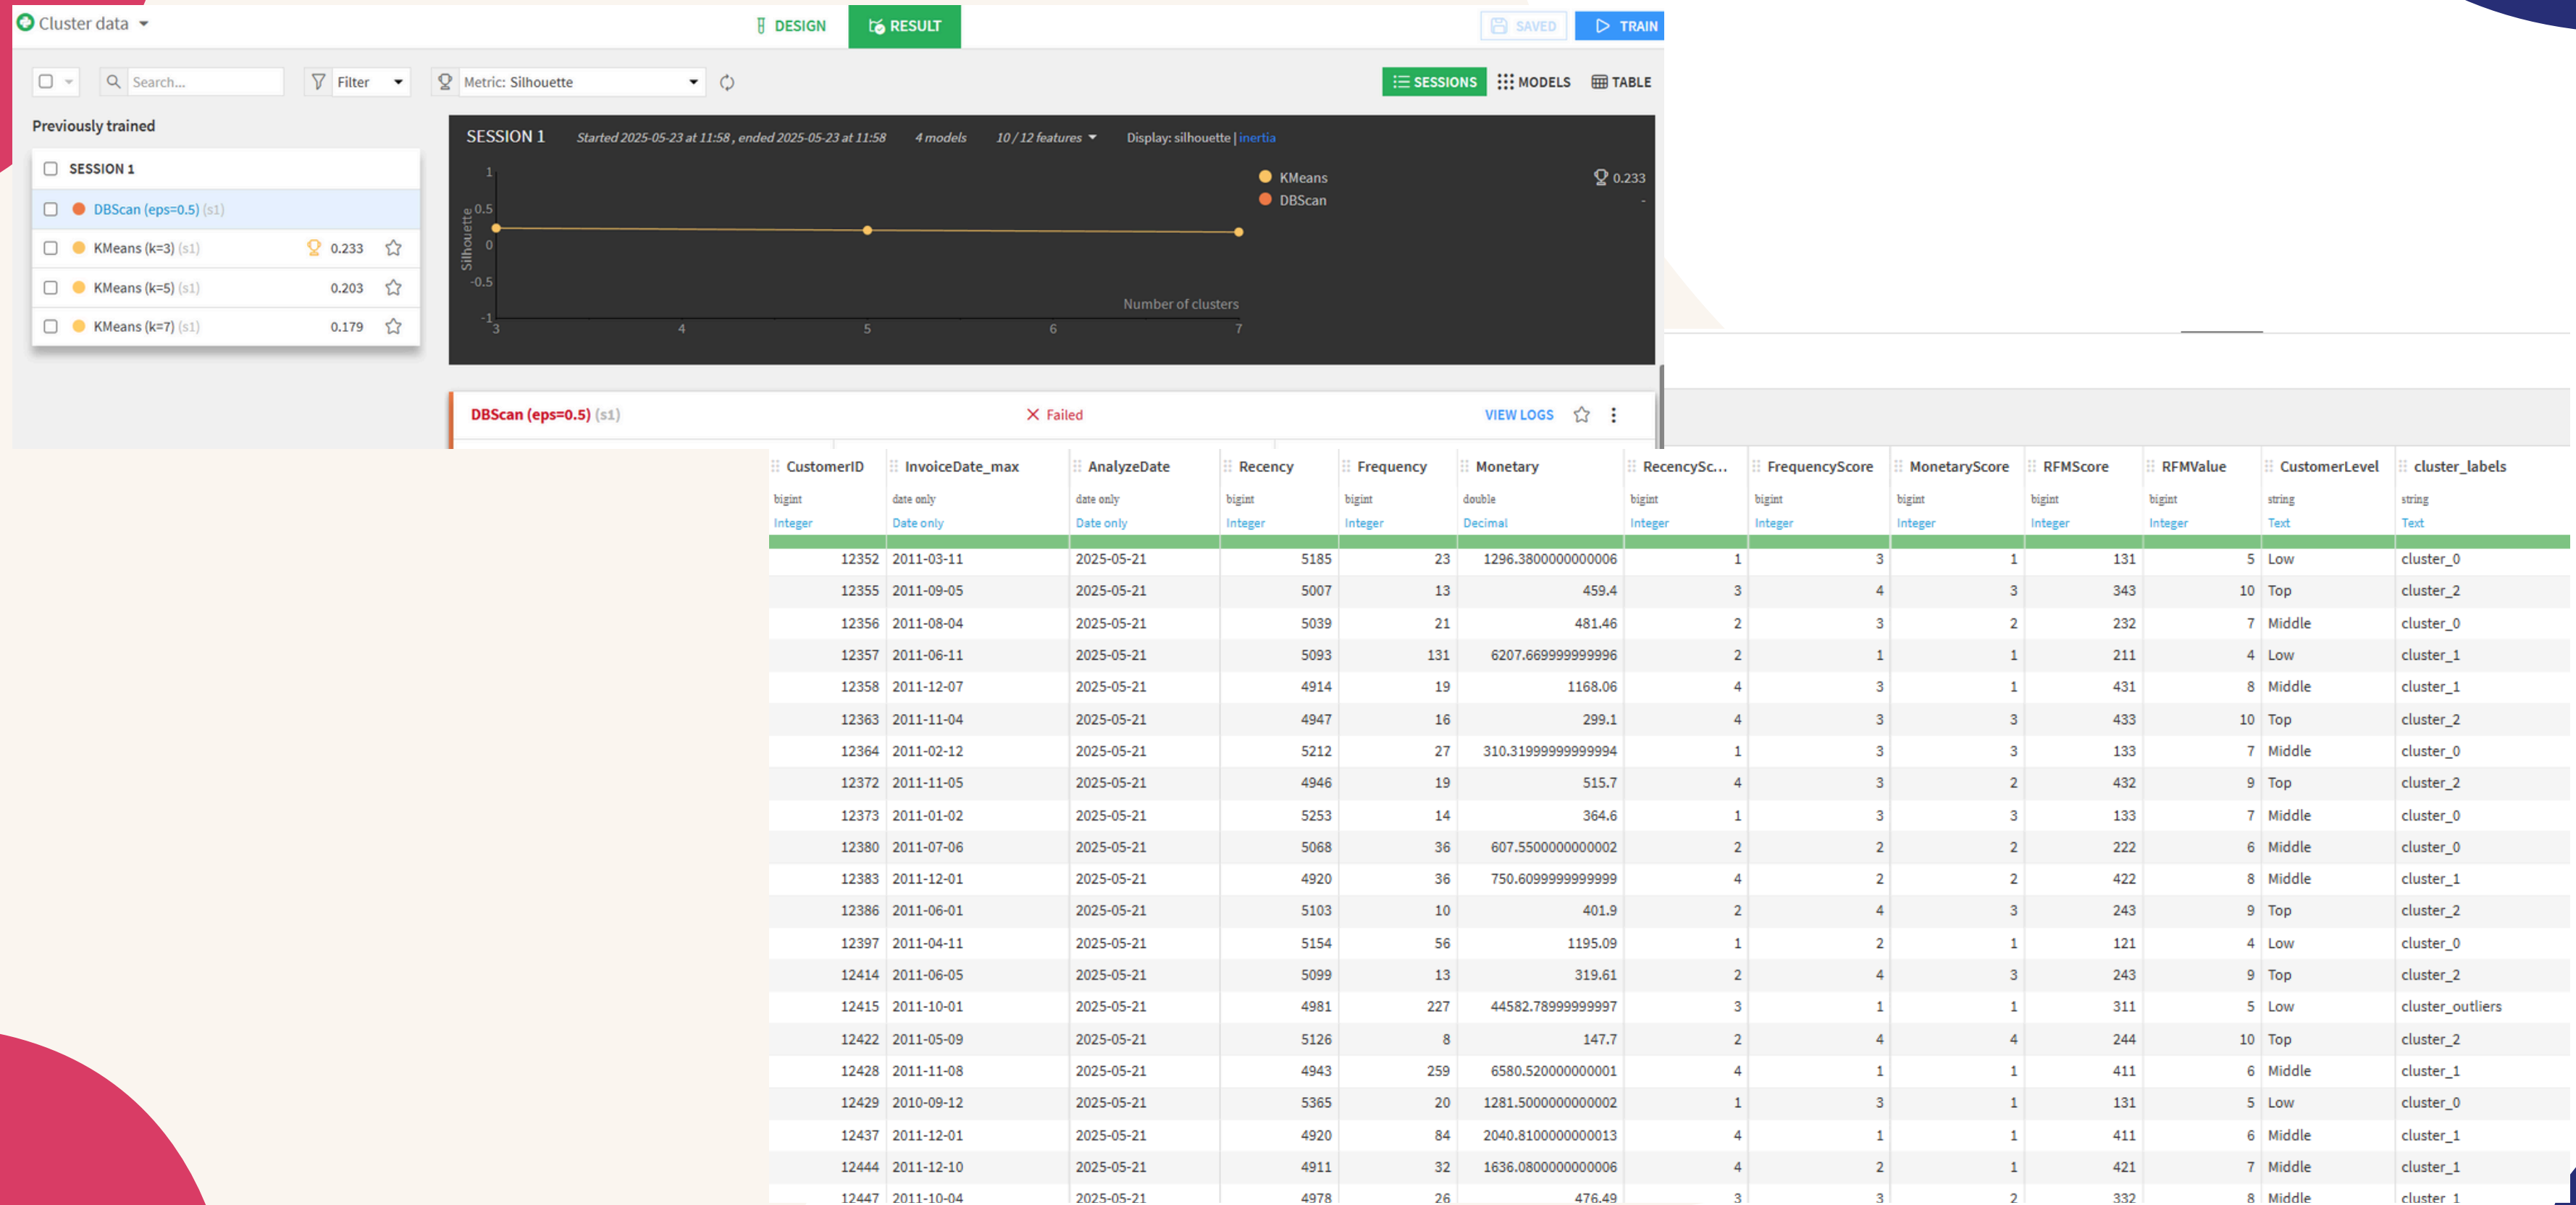 Cluster data
DESIGN
RESULT
SAVED
TRAIN
Search...
Filter
Metric: Silhouette
SESSIONS
MODELS
TABLE
Previously trained
SESSION 1
DBScan (eps=0.5) (s1)
KMeans (k=3) (s1) 0.233
KMeans (k=5) (s1) 0.203
KMeans (k=7) (s1) 0.179
SESSION 1 Started 2025-05-23 at 11:58 , ended 2025-05-23 at 11:58 4 models 10 / 12 features Display: silhouette | inertia
1
0.5
0
-0.5
-1
Silhouette
3 4 5 6 7
Number of clusters
KMeans 0.233
DBScan -
DBScan (eps=0.5) (s1) Failed VIEW LOGS
CustomerID InvoiceDate_max AnalyzeDate Recency Frequency Monetary RecencySc... FrequencyScore MonetaryScore RFMScore RFMValue CustomerLevel cluster_labels
bigint date only date only bigint bigint double bigint bigint bigint bigint bigint string string
Integer Date only Date only Integer Integer Decimal Integer Integer Integer Integer Integer Text Text
12352 2011-03-11 2025-05-21 5185 23 1296.3800000000006 1 3 1 131 5 Low cluster_0
12355 2011-09-05 2025-05-21 5007 13 459.4 3 4 3 343 10 Top cluster_2
12356 2011-08-04 2025-05-21 5039 21 481.46 2 3 2 232 7 Middle cluster_0
12357 2011-06-11 2025-05-21 5093 131 6207.669999999996 2 1 1 211 4 Low cluster_1
12358 2011-12-07 2025-05-21 4914 19 1168.06 4 3 1 431 8 Middle cluster_1
12363 2011-11-04 2025-05-21 4947 16 299.1 4 3 3 433 10 Top cluster_2
12364 2011-02-12 2025-05-21 5212 27 310.31999999999994 1 3 3 133 7 Middle cluster_0
12372 2011-11-05 2025-05-21 4946 19 515.7 4 3 2 432 9 Top cluster_2
12373 2011-01-02 2025-05-21 5253 14 364.6 1 3 3 133 7 Middle cluster_0
12380 2011-07-06 2025-05-21 5068 36 607.5500000000002 2 2 2 222 6 Middle cluster_0
12383 2011-12-01 2025-05-21 4920 36 750.6099999999999 4 2 2 422 8 Middle cluster_1
12386 2011-06-01 2025-05-21 5103 10 401.9 2 4 3 243 9 Top cluster_2
12397 2011-04-11 2025-05-21 5154 56 1195.09 1 2 1 121 4 Low cluster_0
12414 2011-06-05 2025-05-21 5099 13 319.61 2 4 3 243 9 Top cluster_2
12415 2011-10-01 2025-05-21 4981 227 44582.78999999997 3 1 1 311 5 Low cluster_outliers
12422 2011-05-09 2025-05-21 5126 8 147.7 2 4 4 244 10 Top cluster_2
12428 2011-11-08 2025-05-21 4943 259 6580.520000000001 4 1 1 411 6 Middle cluster_1
12429 2010-09-12 2025-05-21 5365 20 1281.5000000000002 1 3 1 131 5 Low cluster_0
12437 2011-12-01 2025-05-21 4920 84 2040.8100000000013 4 1 1 411 6 Middle cluster_1
12444 2011-12-10 2025-05-21 4911 32 1636.0800000000006 4 2 1 421 7 Middle cluster_1
12447 2011-10-04 2025-05-21 4978 26 476.49 3 3 2 332 8 Middle cluster_1